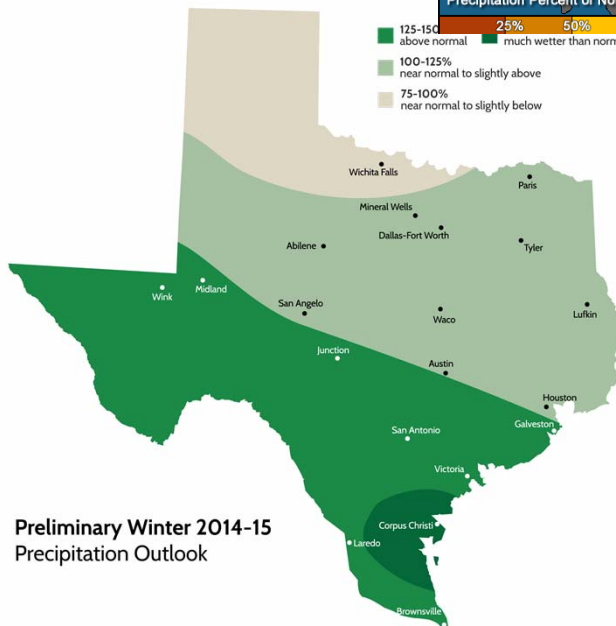 Precipitation Percent of No
25% 50%
125-150
above normal
much wetter than norm
100-125%
near normal to slightly above
75-100%
near normal to slightly below
Wichita Falls
Paris
Mineral Wells
Dallas-Fort Worth
Abilene
Tyler
Wink
Midland
San Angelo
Waco
Lufkin
Junction
Austin
Houston
San Antonio
Galveston
Victoria
Preliminary Winter 2014-15
Precipitation Outlook
Corpus Christi
Laredo
Brownsville